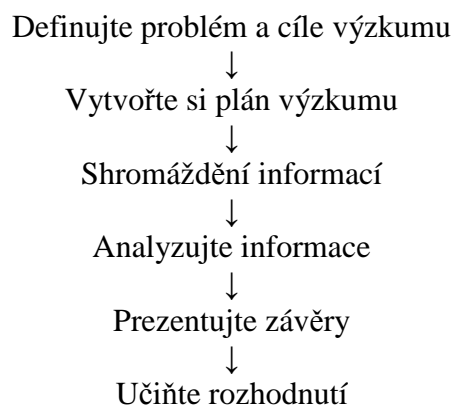 Definujte problém a cíle výzkumu
↓
Vytvořte si plán výzkumu
↓
Shromáždění informací
↓
Analyzujte informace
↓
Prezentujte závěry
↓
Učiňte rozhodnutí